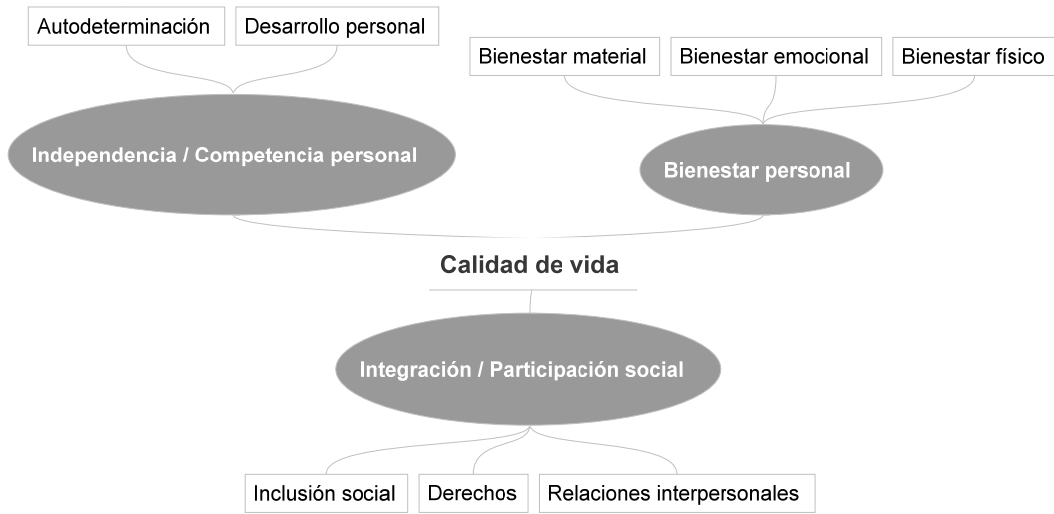 Autodeterminación
Desarrollo personal
Bienestar material
Bienestar emocional
Bienestar físico
Independencia / Competencia personal
Bienestar personal
Calidad de vida
Integración / Participación social
Inclusión social
Derechos
Relaciones interpersonales